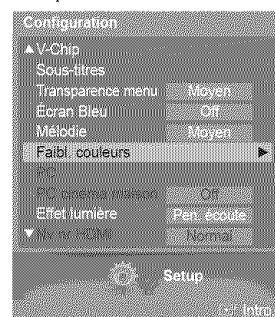 Configuration
▲ V-Chip
Sous-titres
Transparence menu Moyen
Écran Bleu Off
Mélodie Moyen
Faibl. couleurs ►
PC
PC cinéma maison Off
Effet lumière Pen. écoute
▼ Niv nr HDMI Normal
Setup
Intro